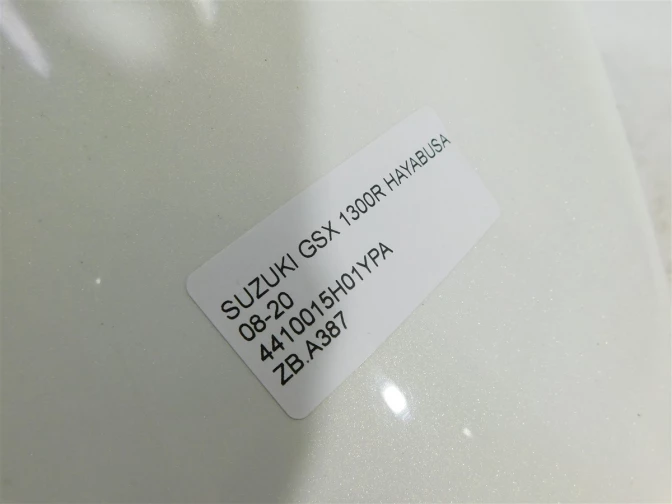 SUZUKI GSX 1300R HAYABUSA
08-20
4410015H01YPA
ZB.A387